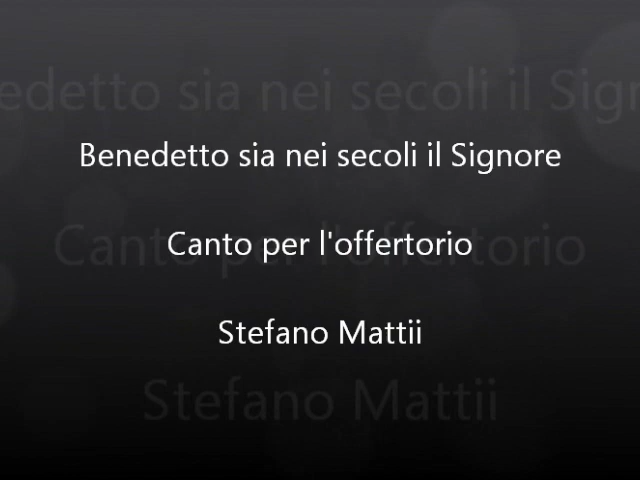 Benedetto sia nei secoli il Signore
Canto per l'offertorio
Stefano Mattii